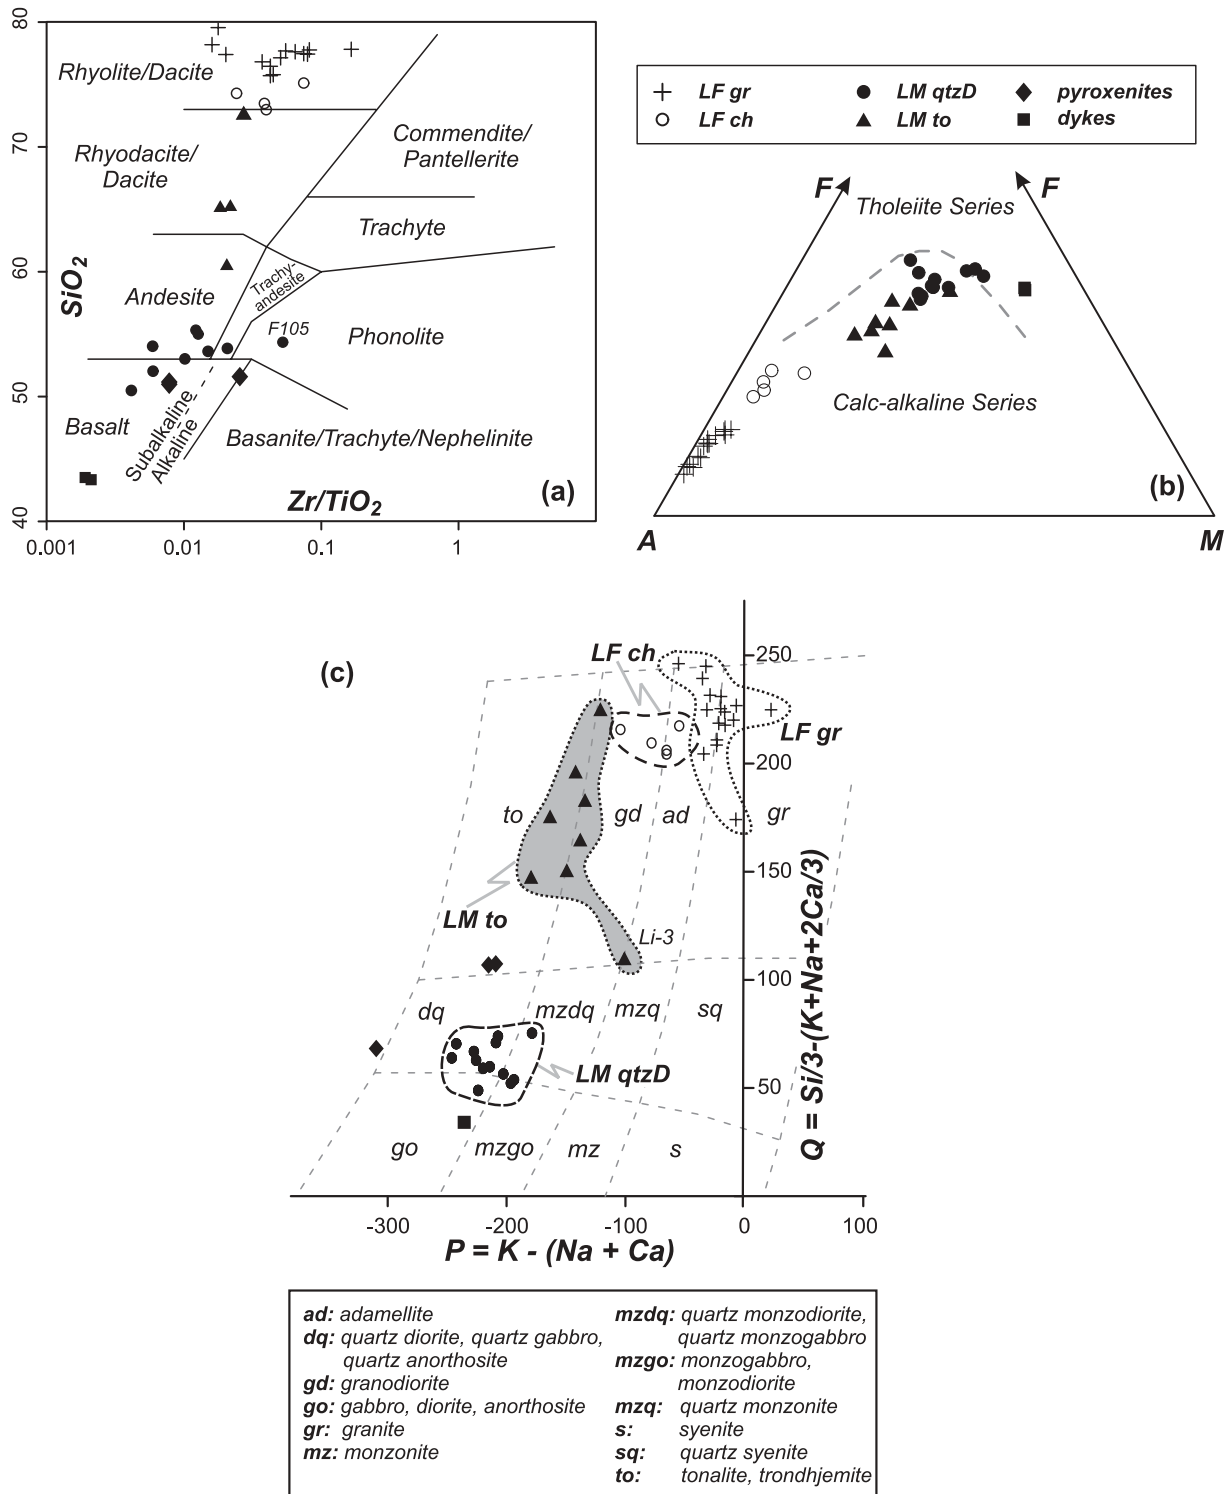 80
70
60
50
40
SiO2
0.001
0.01
0.1
1
Zr/TiO2
(a)
Rhyolite/Dacite
Rhyodacite/
Dacite
Commendite/
Pantellerite
Trachyte
Trachy-
andesite
Andesite
F105
Phonolite
Basalt
Subalkaline
Alkaline
Basanite/Trachyte/Nephelinite
LF gr
LM qtzD
pyroxenites
LF ch
LM to
dykes
F
F
Tholeiite Series
Calc-alkaline Series
(b)
A
M
(c)
LF ch
LF gr
LM to
Li-3
LM qtzD
to
gd
ad
gr
dq
mzdq
mzq
sq
go
mzgo
mz
s
250
200
150
100
50
Q = Si/3-(K+Na+2Ca/3)
-300
-200
-100
0
100
P = K - (Na + Ca)
ad: adamellite
dq: quartz diorite, quartz gabbro,
quartz anorthosite
gd: granodiorite
go: gabbro, diorite, anorthosite
gr: granite
mz: monzonite
mzdq: quartz monzodiorite,
quartz monzogabbro
mzgo: monzogabbro,
monzodiorite
mzq: quartz monzonite
s: syenite
sq: quartz syenite
to: tonalite, trondhjemite